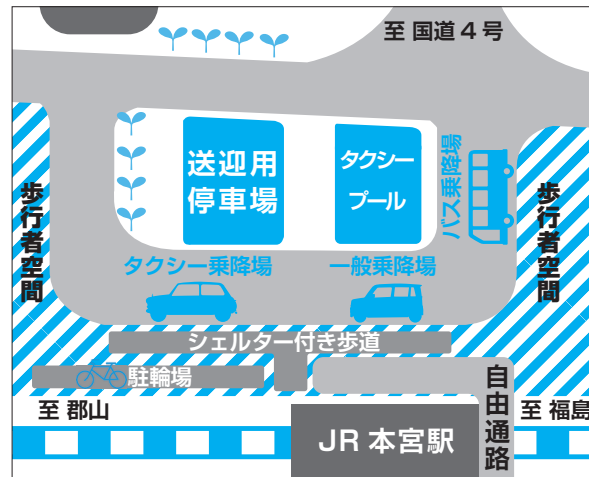 至 国道4号
送迎用
停車場
タクシー
プール
バス乗降場
歩行者空間
歩行者空間
タクシー乗降場
一般乗降場
シェルター付き歩道
駐輪場
自由通路
至 郡山
至 福島
JR 本宮駅